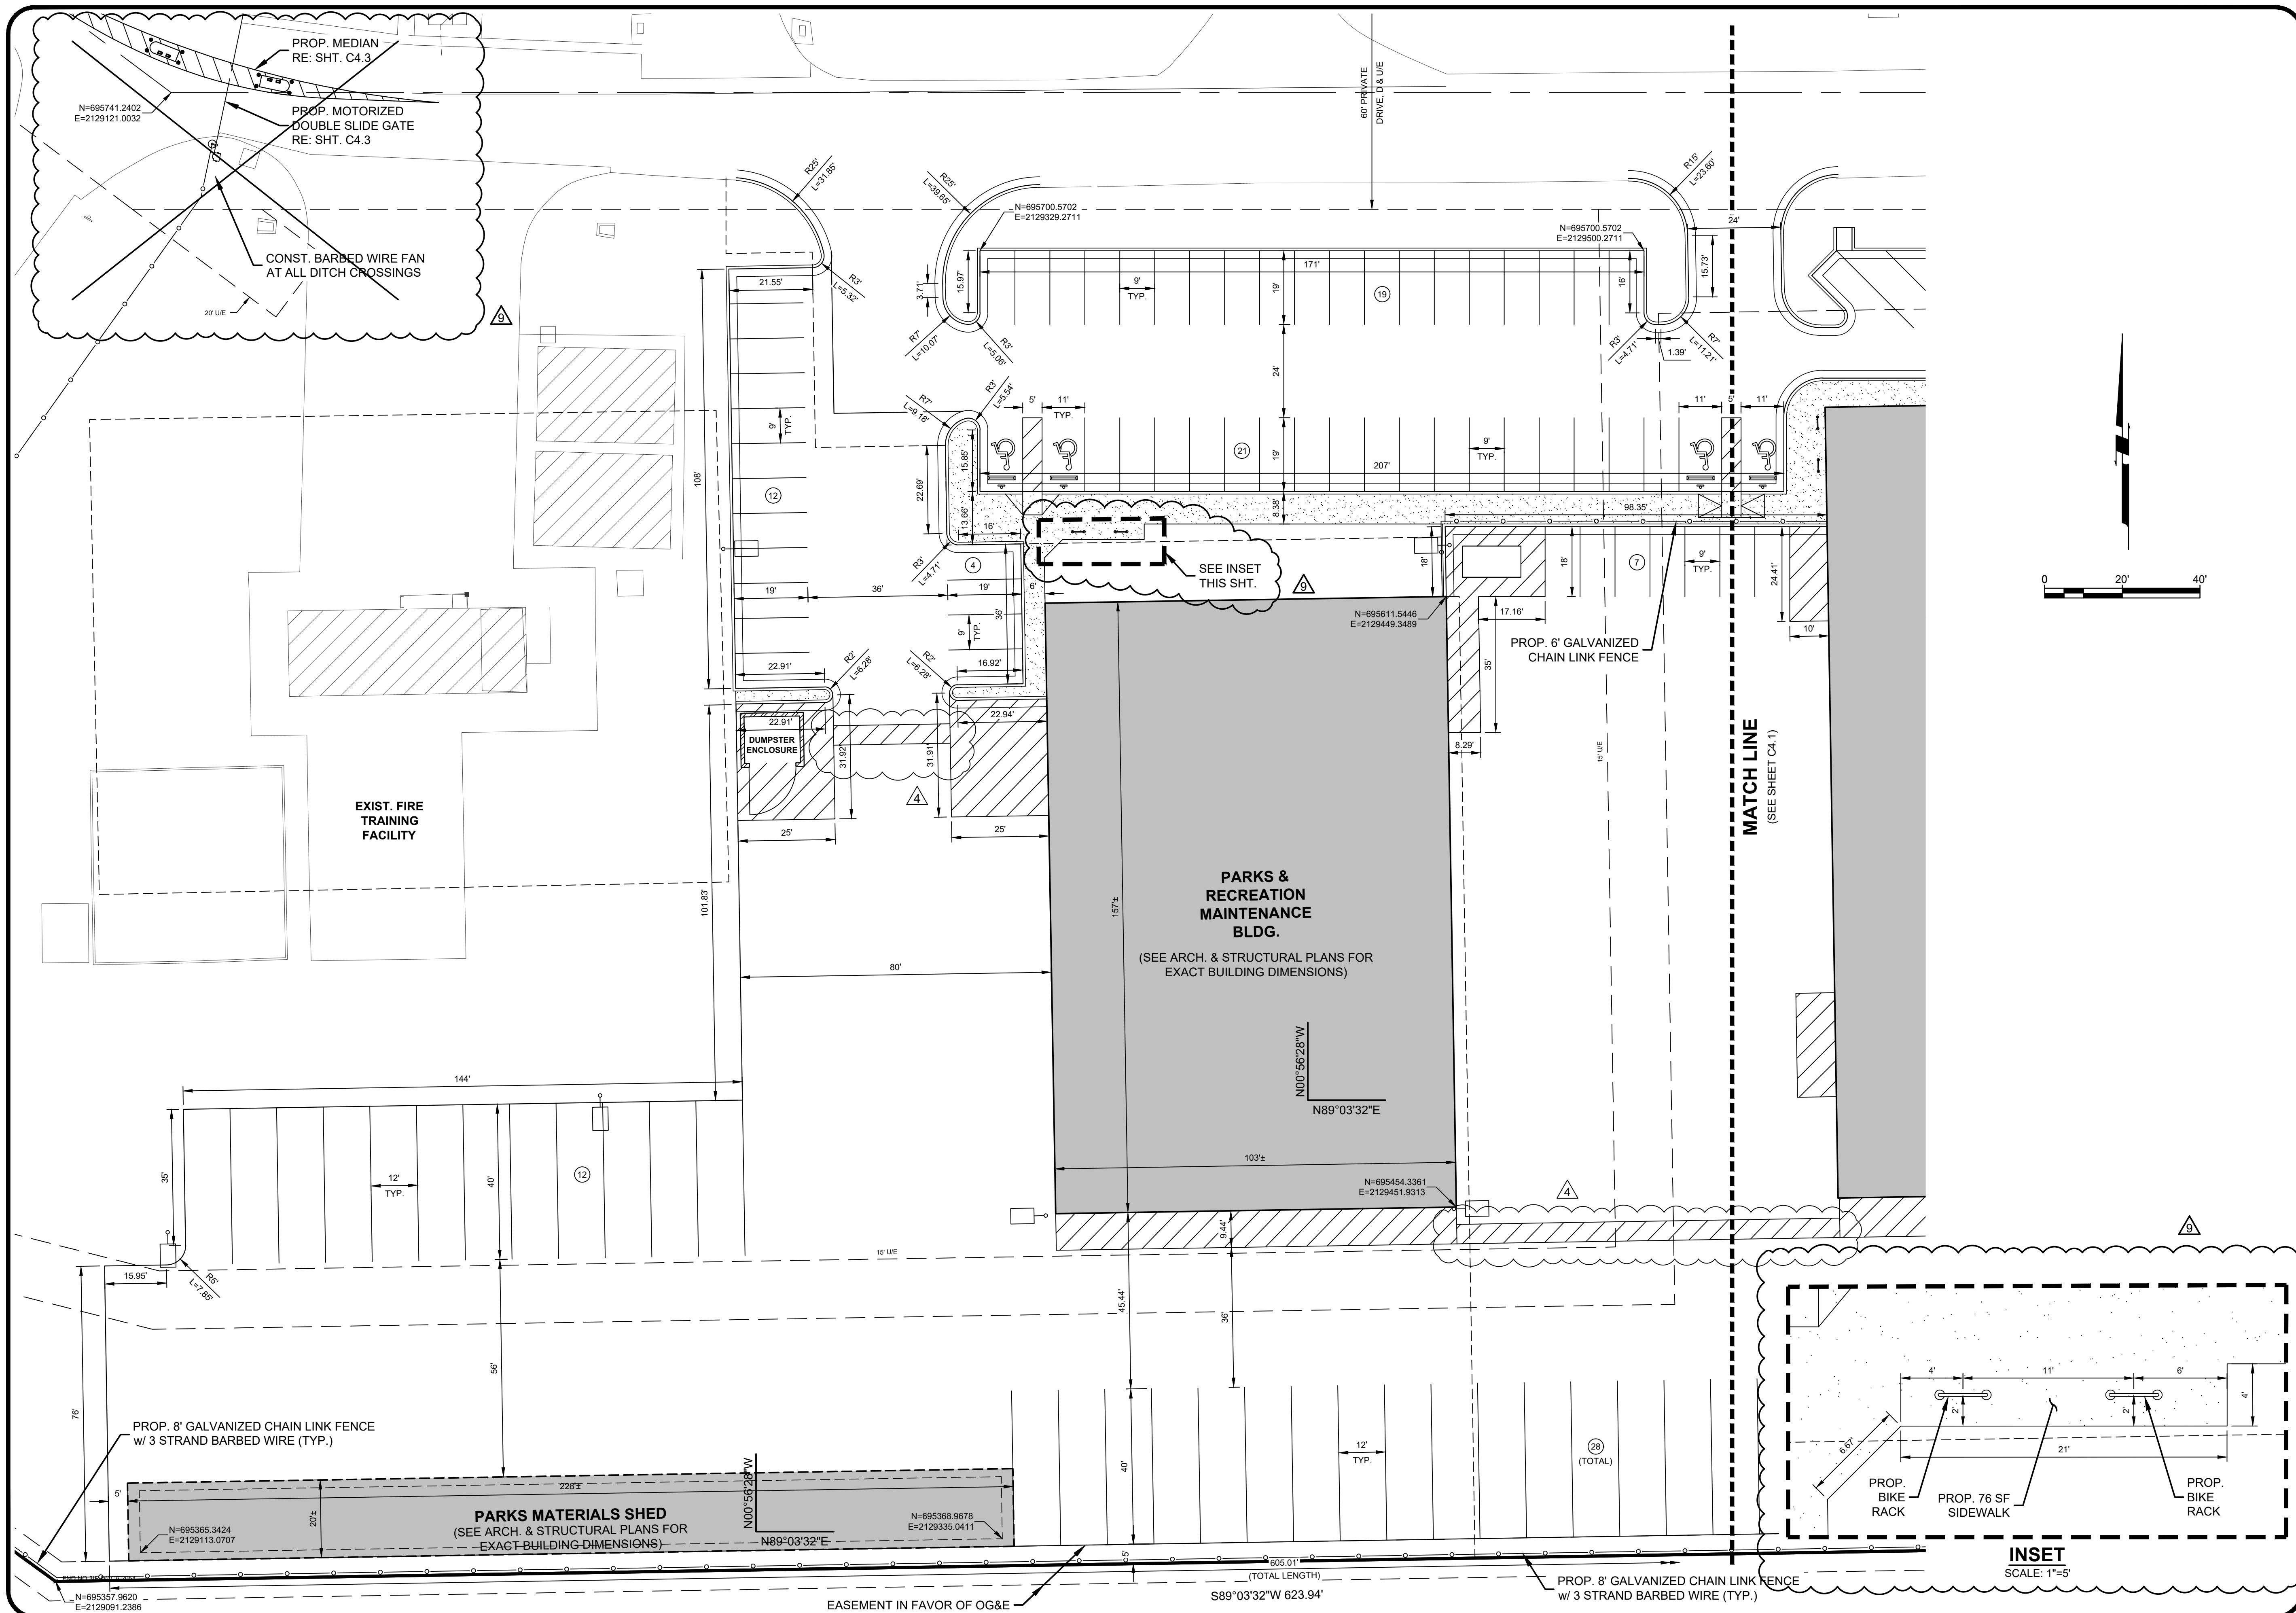 PROP. MEDIAN
RE: SHT. C4.3
N=695741.2402
E=2129121.0032
PROP. MOTORIZED
DOUBLE SLIDE GATE
RE: SHT. C4.3
CONST. BARBED WIRE FAN
AT ALL DITCH CROSSINGS
20' U/E
9
60' PRIVATE
DRIVE, D & U/E
R25'
L=31.85'
R25'
L=39.65'
N=695700.5702
E=2129329.2711
N=695700.5702
E=2129500.2711
R15'
L=23.60'
24'
21.55'
R3'
L=5.32'
3.71'
15.97'
171'
9'
TYP.
19'
19
16'
15.73'
R7'
L=10.07'
R3'
L=5.06'
R3'
L=4.71'
1.39'
R7'
L=11.21'
24'
R7'
L=9.18'
R3'
L=5.54'
5'
11'
TYP.
11'
5'
11'
108'
9'
TYP.
12
22.69'
15.85'
21
19'
9'
TYP.
207'
13.66'
16'
8.38'
98.35'
R3'
L=4.71'
4
SEE INSET
THIS SHT.
9
18'
18'
7
9'
TYP.
24.41'
19'
36'
19'
6'
36'
9'
TYP.
N=695611.5446
E=2129449.3489
17.16'
10'
PROP. 6' GALVANIZED
CHAIN LINK FENCE
35'
22.91'
R2'
L=6.28'
R2'
L=6.28'
16.92'
22.91'
22.94'
DUMPSTER
ENCLOSURE
31.92'
31.91'
8.29'
4
25'
25'
15' U/E
MATCH LINE
(SEE SHEET C4.1)
0 20' 40'
EXIST. FIRE
TRAINING
FACILITY
101.83'
157'±
PARKS &
RECREATION
MAINTENANCE
BLDG.
(SEE ARCH. & STRUCTURAL PLANS FOR
EXACT BUILDING DIMENSIONS)
80'
N00°56'28"W
N89°03'32"E
144'
35'
12'
TYP.
40'
12
103'±
N=695454.3361
E=2129451.9313
4
9.44'
15' U/E
15.95'
R5'
L=7.85'
45.44'
36'
56'
76'
PROP. 8' GALVANIZED CHAIN LINK FENCE
w/ 3 STRAND BARBED WIRE (TYP.)
5'
228'±
20'±
PARKS MATERIALS SHED
(SEE ARCH. & STRUCTURAL PLANS FOR
EXACT BUILDING DIMENSIONS)
N=695365.3424
E=2129113.0707
N00°56'28"W
N89°03'32"E
N=695368.9678
E=2129335.0411
40'
12'
TYP.
28
(TOTAL)
N=695357.9620
E=2129091.2386
5'
605.01'
(TOTAL LENGTH)
S89°03'32"W 623.94'
EASEMENT IN FAVOR OF OG&E
PROP. 8' GALVANIZED CHAIN LINK FENCE
w/ 3 STRAND BARBED WIRE (TYP.)
9
4'
11'
6'
2'
2'
4'
6.67'
21'
PROP.
BIKE
RACK
PROP. 76 SF
SIDEWALK
PROP.
BIKE
RACK
INSET
SCALE: 1"=5'